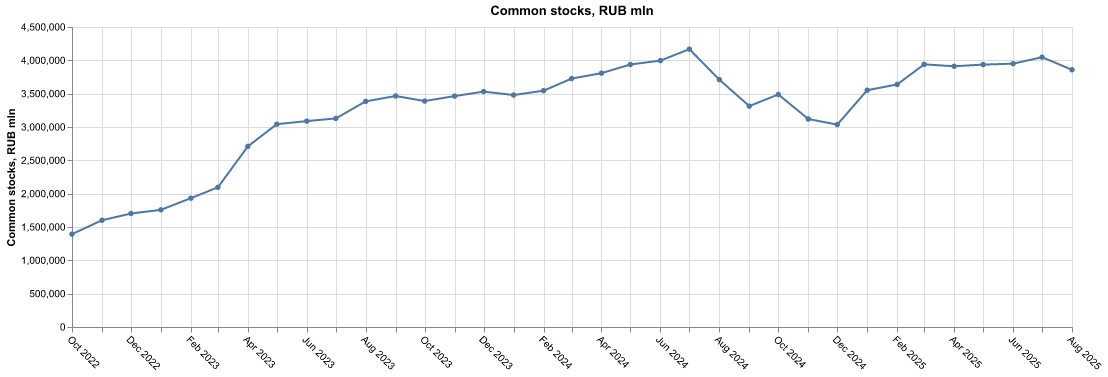 Common stocks, RUB mln
Common stocks, RUB mln
4,500,000
4,000,000
3,500,000
3,000,000
2,500,000
2,000,000
1,500,000
1,000,000
500,000
0
Oct 2022
Dec 2022
Feb 2023
Apr 2023
Jun 2023
Aug 2023
Oct 2023
Dec 2023
Feb 2024
Apr 2024
Jun 2024
Aug 2024
Oct 2024
Dec 2024
Feb 2025
Apr 2025
Jun 2025
Aug 2025